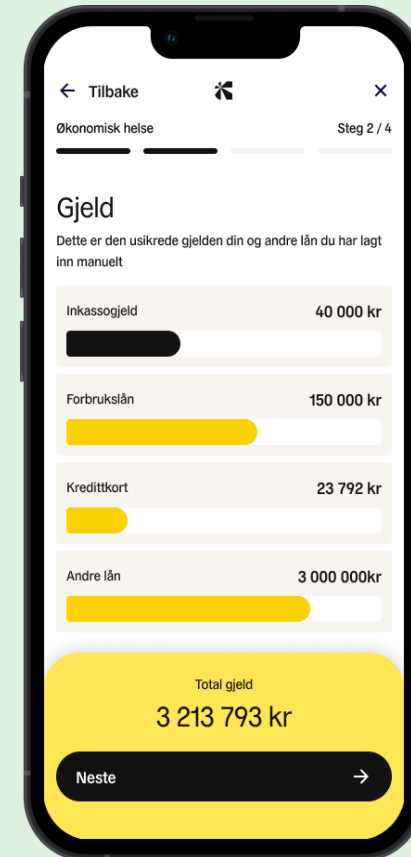 Tilbake
Økonomisk helse Steg 2 / 4
Gjeld
Dette er den usikrede gjelden din og andre lån du har lagt
inn manuelt
Inkassogjeld 40 000 kr
Forbrukslån 150 000 kr
Kredittkort 23 792 kr
Andre lån 3 000 000kr
Total gjeld
3 213 793 kr
Neste